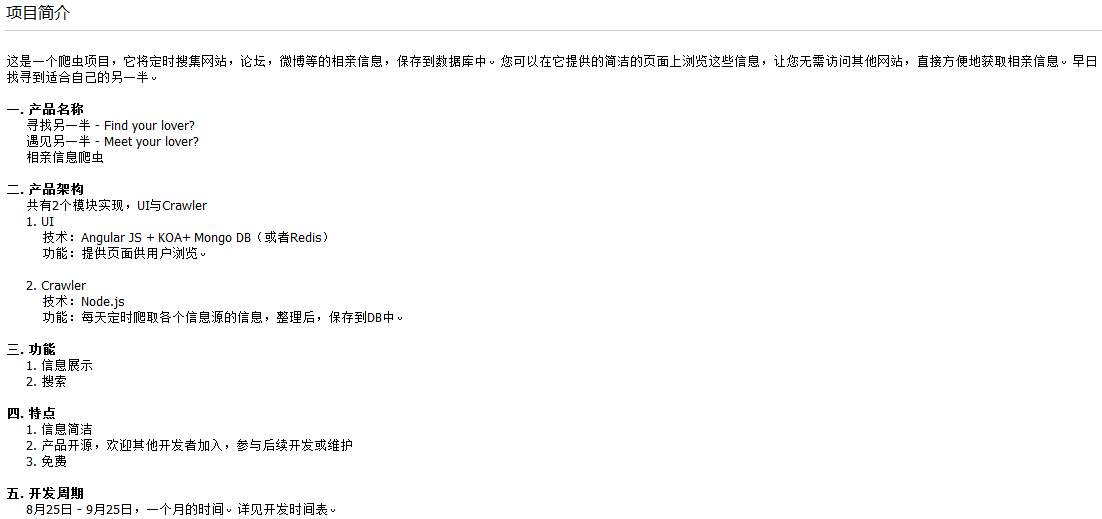 项目简介
这是一个爬虫项目，它将定时搜集网站，论坛，微博等的相亲信息，保存到数据库中。您可以在它提供的简洁的页面上浏览这些信息，让您无需访问其他网站，直接方便地获取相亲信息。早日
找寻到适合自己的另一半。
一. 产品名称
寻找另一半 - Find your lover?
遇见另一半 - Meet your lover?
相亲信息爬虫
二. 产品架构
共有2个模块实现，UI与Crawler
1. UI
技术：Angular JS + KOA+ Mongo DB（或者Redis）
功能：提供页面供用户浏览。
2. Crawler
技术：Node.js
功能：每天定时爬取各个信息源的信息，整理后，保存到DB中。
三. 功能
1. 信息展示
2. 搜索
四. 特点
1. 信息简洁
2. 产品开源，欢迎其他开发者加入，参与后续开发或维护
3. 免费
五. 开发周期
8月25日 - 9月25日，一个月的时间。详见开发时间表。